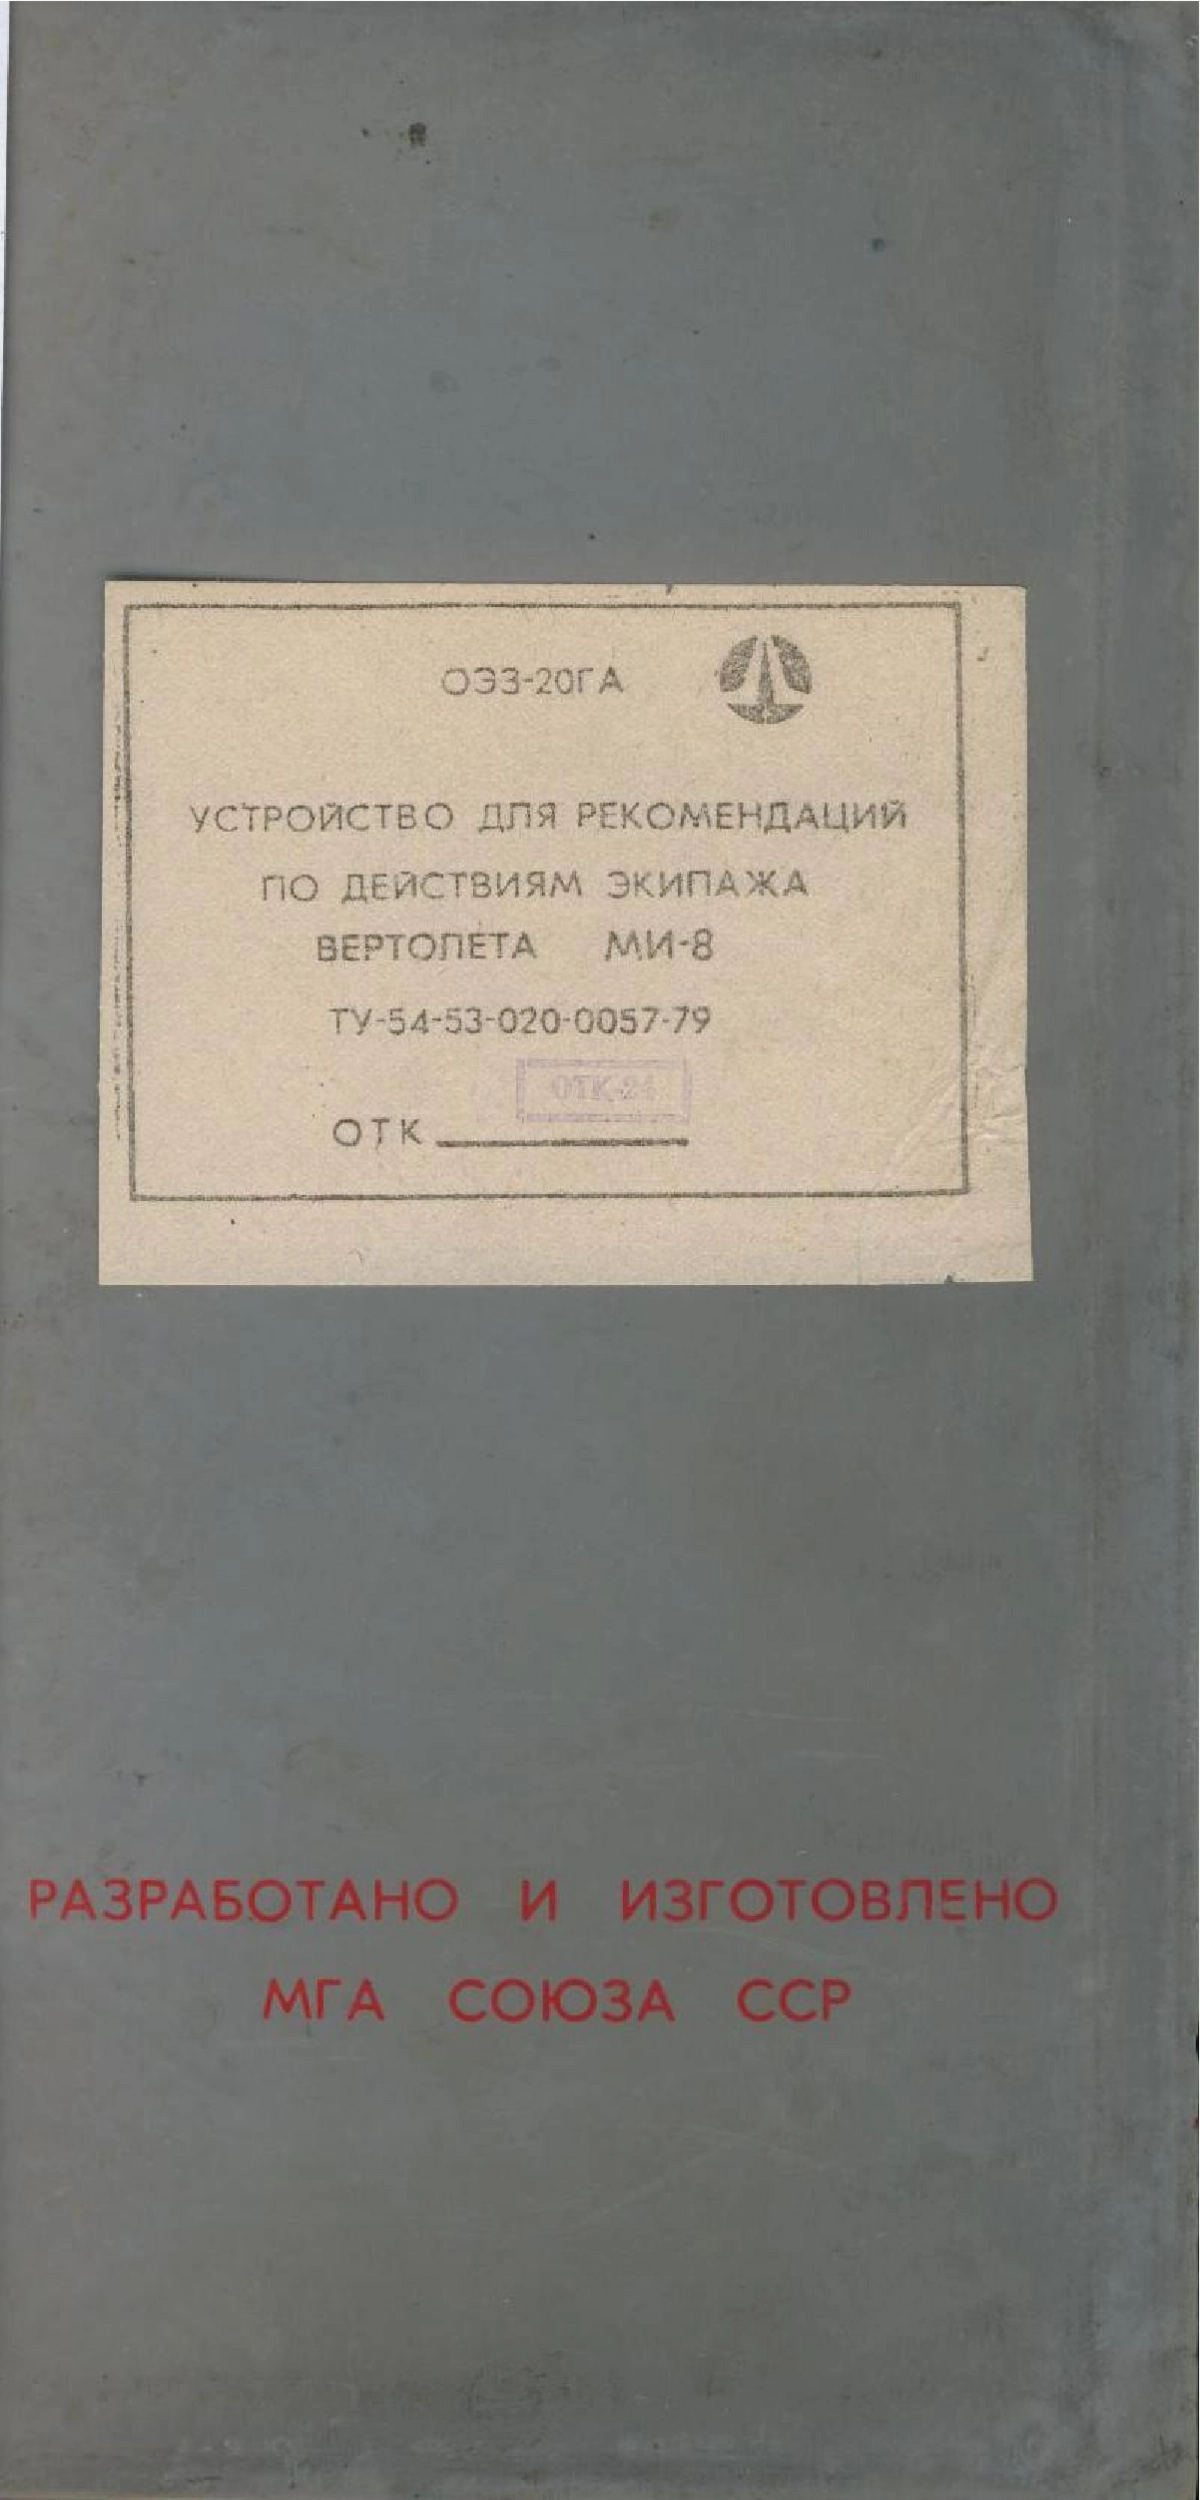 ОЭЗ-20ГА
УСТРОЙСТВО ДЛЯ РЕКОМЕНДАЦИЙ
ПО ДЕЙСТВИЯМ ЭКИПАЖА
ВЕРТОЛЕТА МИ-8
ТУ-54-53-020-0057-79
ОТК-24
ОТК
РАЗРАБОТАНО И ИЗГОТОВЛЕНО
МГА СОЮЗА ССР